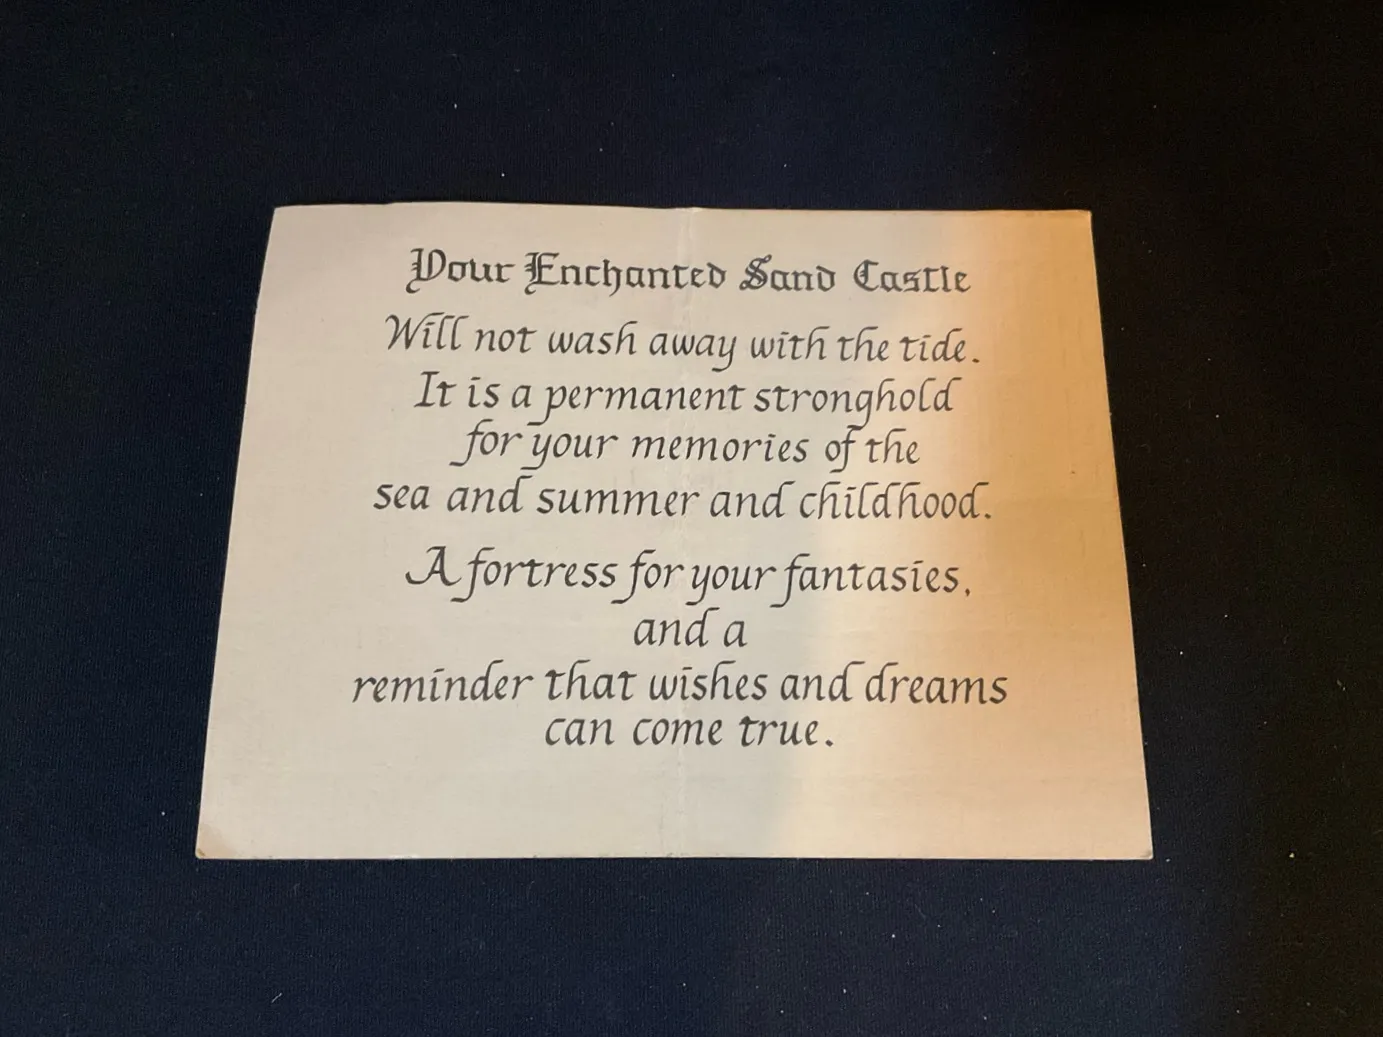 Your Enchanted Sand Castle
Will not wash away with the tide.
It is a permanent stronghold
for your memories of the
sea and summer and childhood.
A fortress for your fantasies,
and a
reminder that wishes and dreams
can come true.